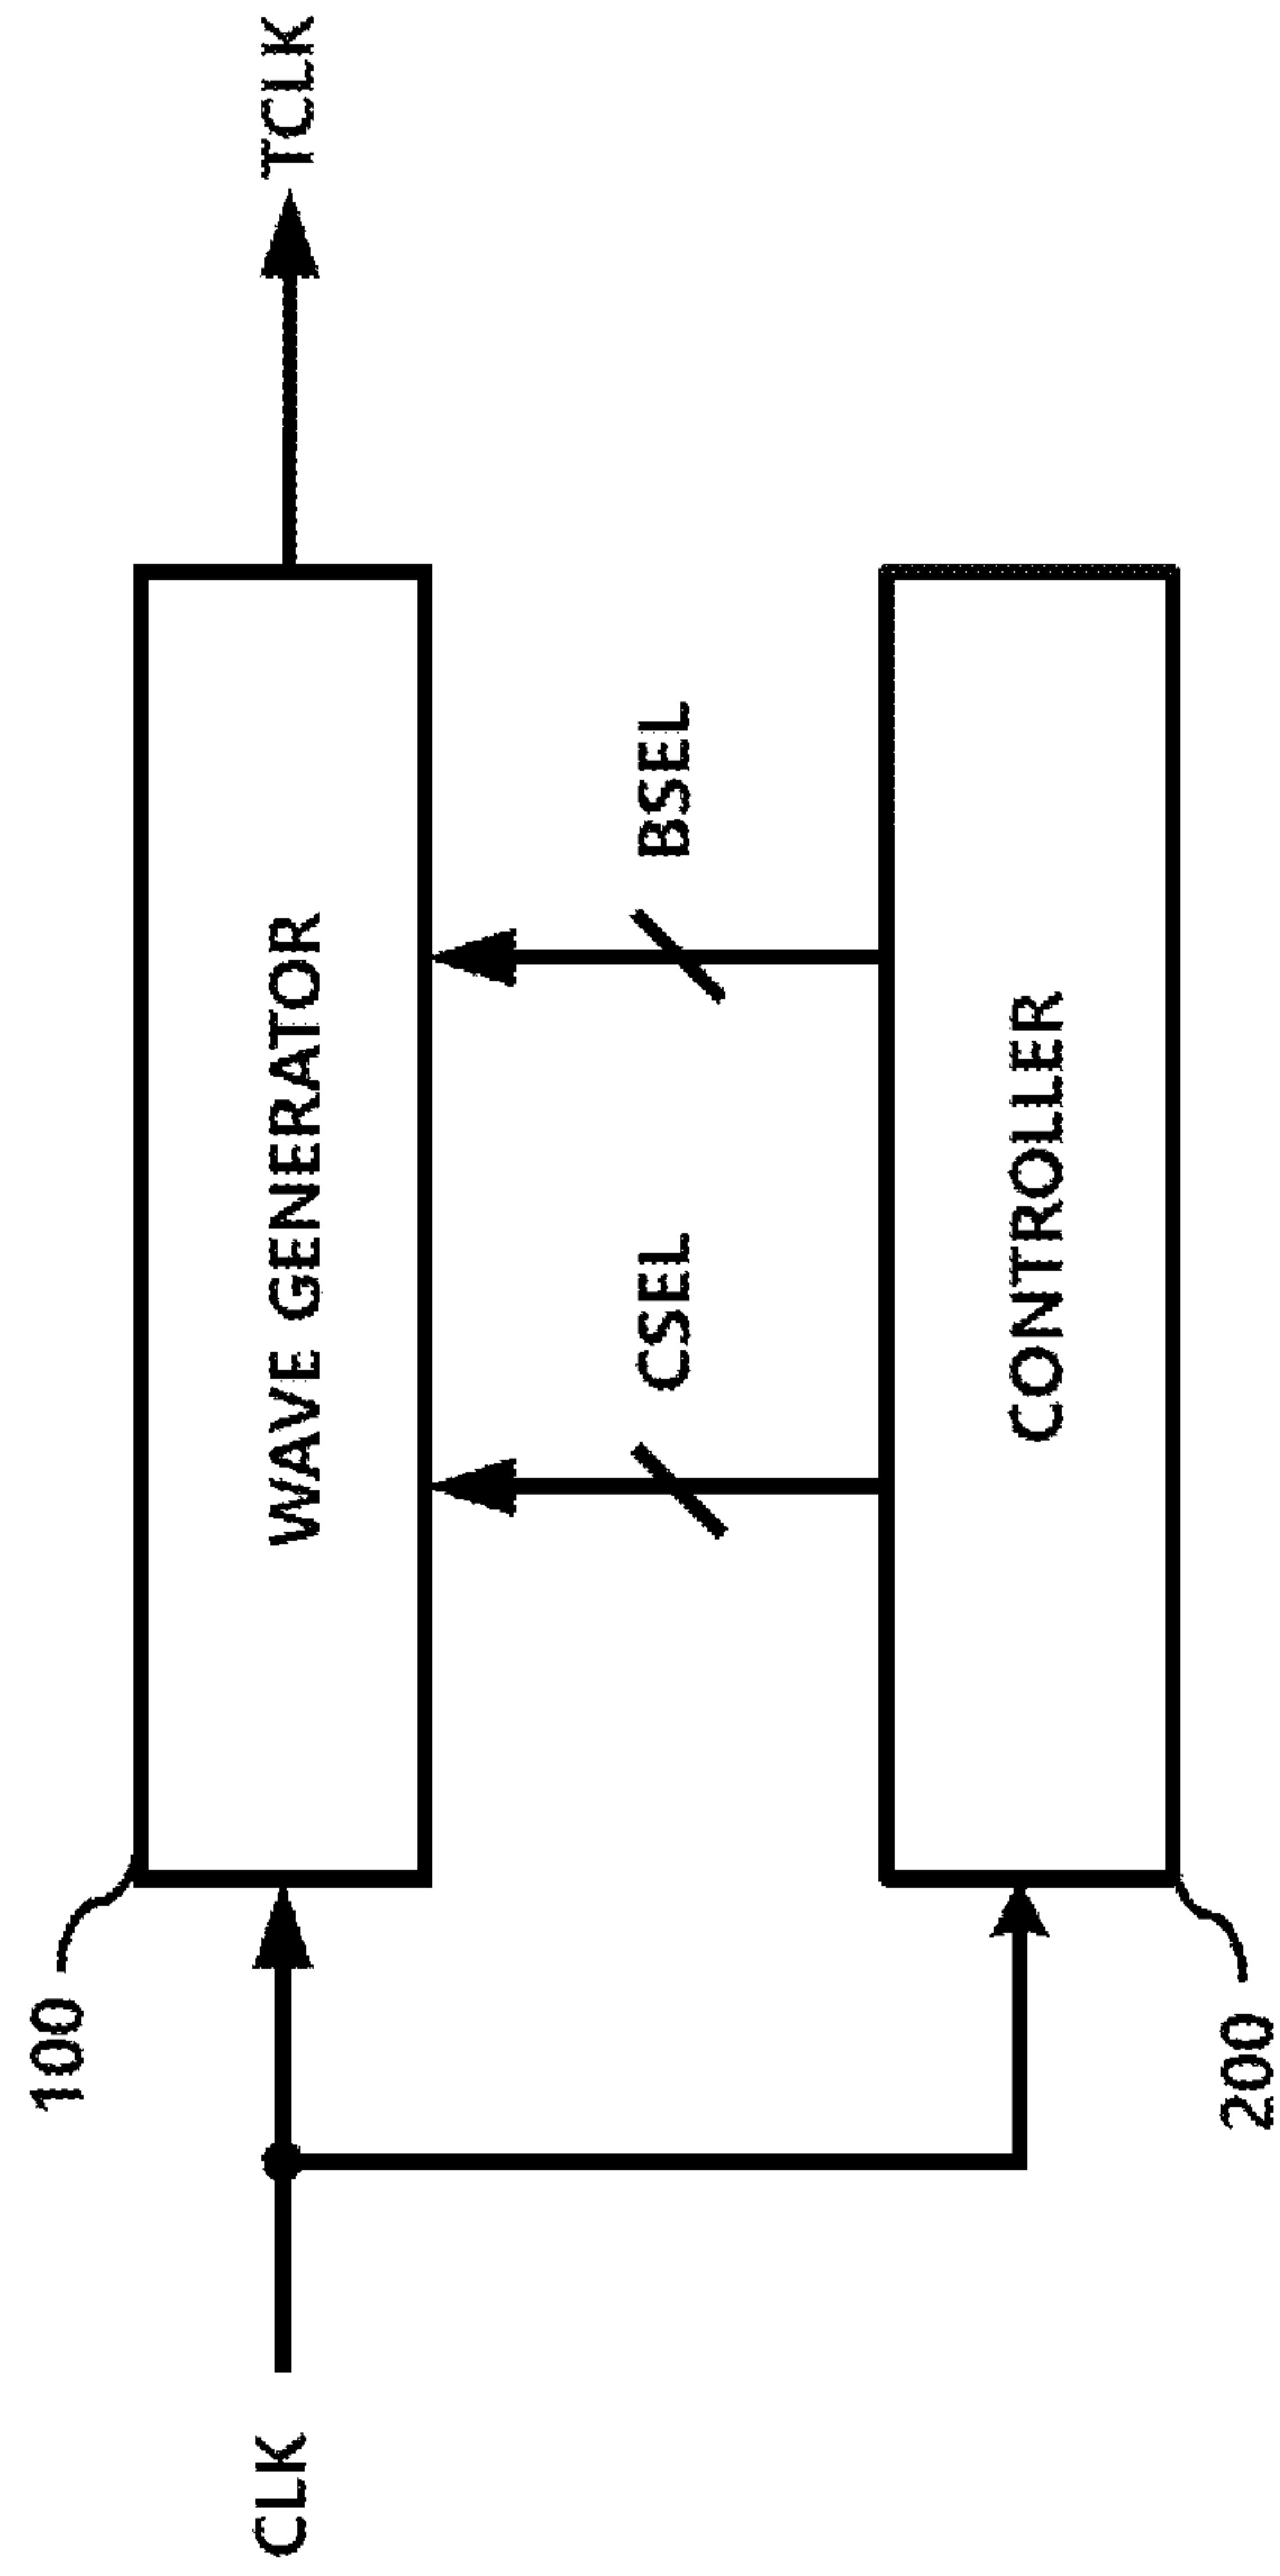 100
WAVE GENERATOR
CLK
TCLK
CSEL
BSEL
CONTROLLER
200